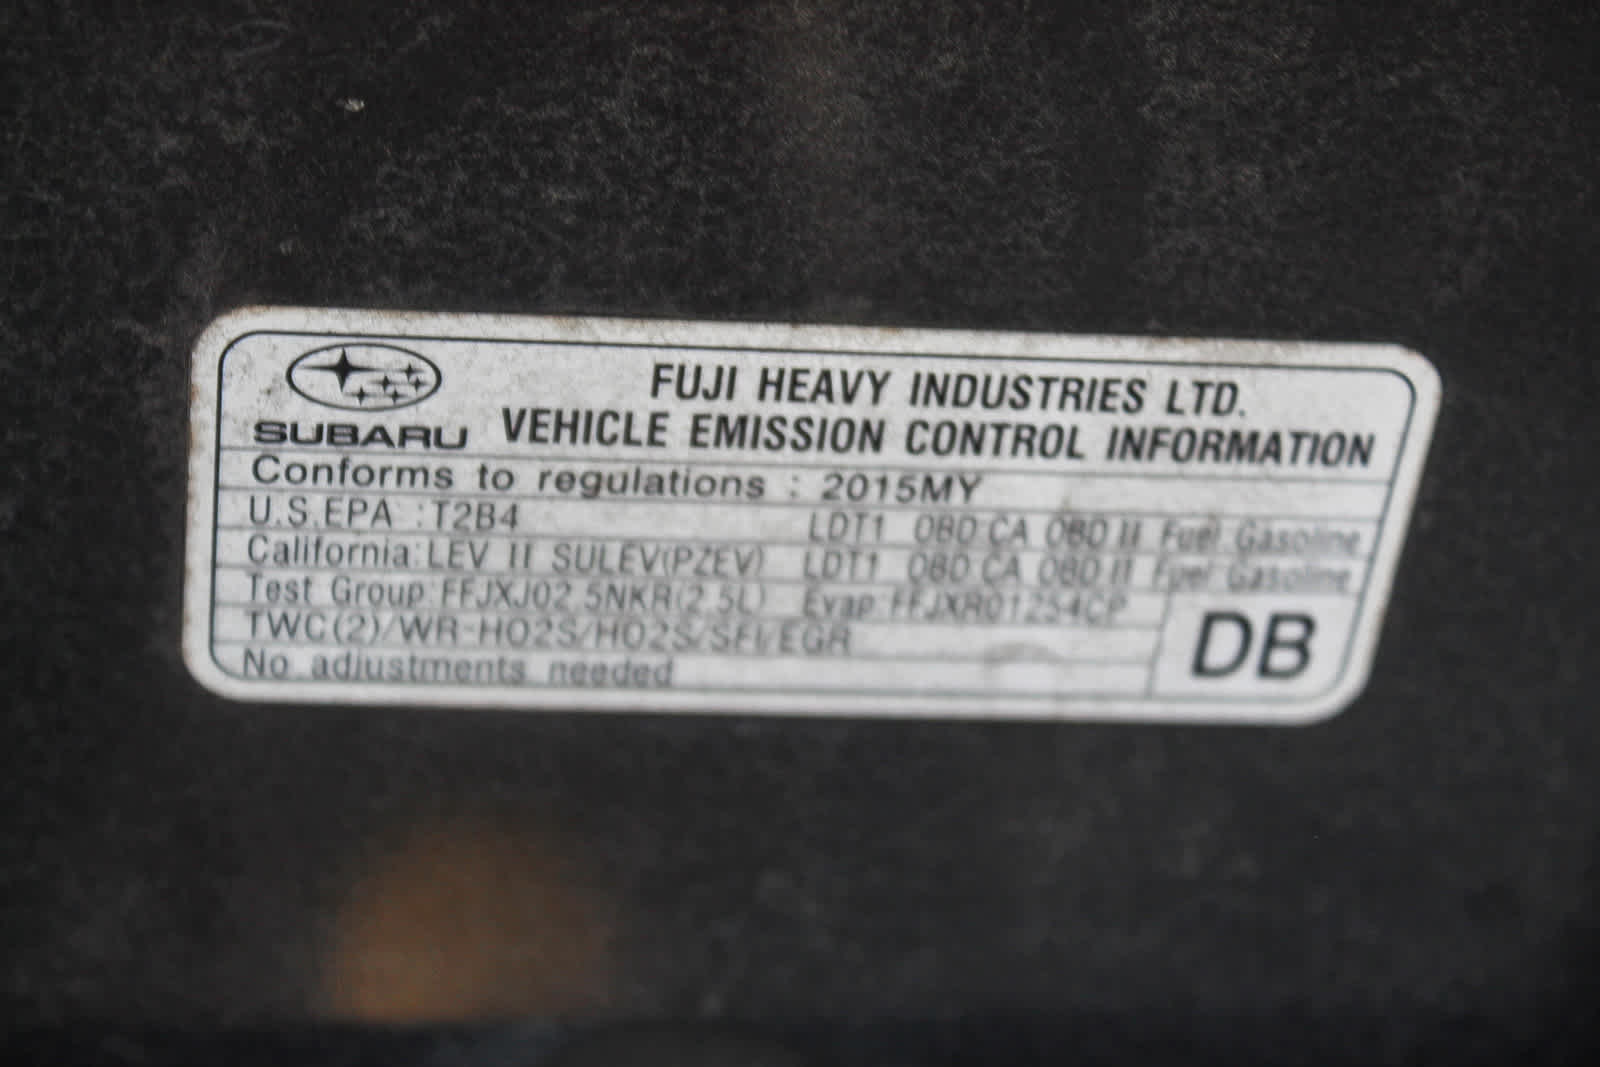 FUJI HEAVY INDUSTRIES LTD.
SUBARU VEHICLE EMISSION CONTROL INFORMATION
Conforms to regulations : 2015MY
U.S.EPA :T2B4 LDT1 OBD:CA OBD II Fuel:Gasoline
California:LEV II SULEV(PZEV) LDT1 OBD:CA OBD II Fuel:Gasoline
Test Group:FFJXJ02.5NKR(2.5L) Evap:FFJXR01254CP
TWC(2)/WR-HO2S/HO2S/SFI/EGR
No adjustments needed
DB